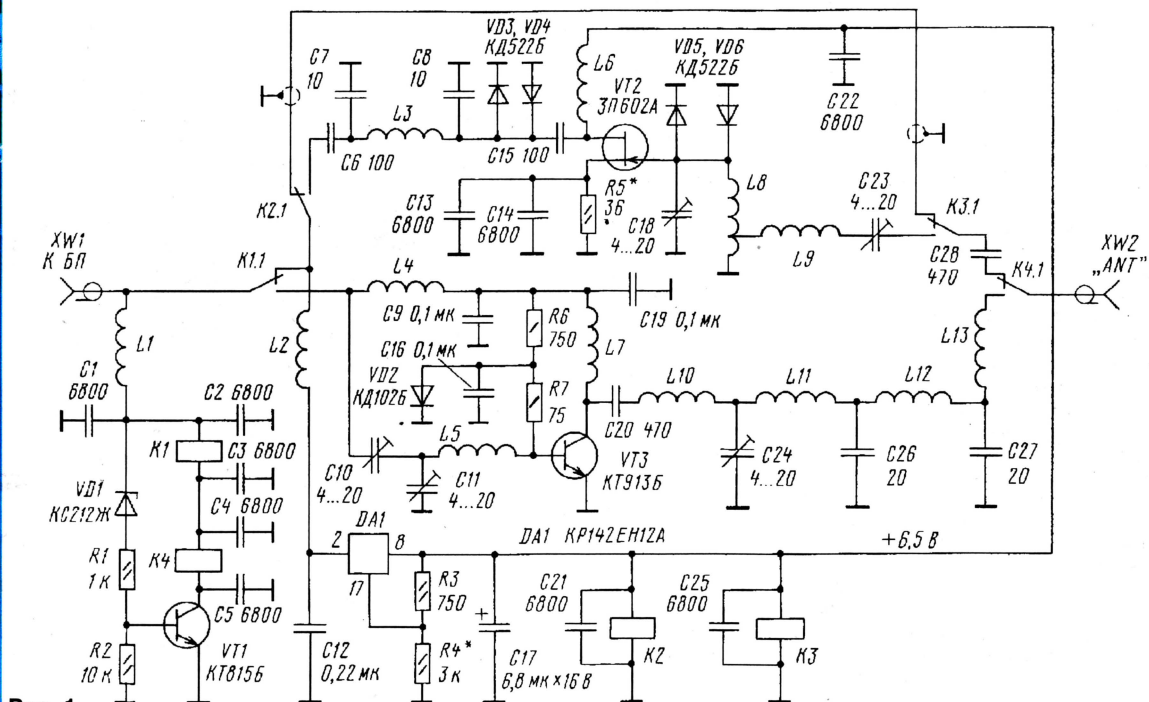 C7
10
C8
10
VD3, VD4
КД522Б
L6
VT2
3П602А
VD5, VD6
КД522Б
C22
6800
L3
C6 100
C15 100
K2.1
C13
6800
C14
6800
R5*
36
C18
4...20
L8
C23
4...20
L9
K3.1
C28
470
XW1
К БП
K1.1
L4
K4.1
XW2
„ANT"
L1
L2
C9 0,1 мк
R6
750
C19 0,1 мк
L7
L13
C1
6800
C16 0,1 мк
VD2
КД102Б
R7
75
C2 6800
K1
C3 6800
L5
C20 470
L10
L11
L12
VT3
КТ913Б
C10
4...20
C11
4...20
C24
4...20
C26
20
C27
20
VD1
КС212Ж
C4 6800
K4
R1
1к
C5 6800
2
DA1
8
17
DA1 КР142ЕН12А
+6,5 В
R3
750
C21
6800
C25
6800
R2
10к
VT1
КТ815Б
C12
0,22 мк
R4*
3к
+
C17
6,8 мк×16 В
K2
K3